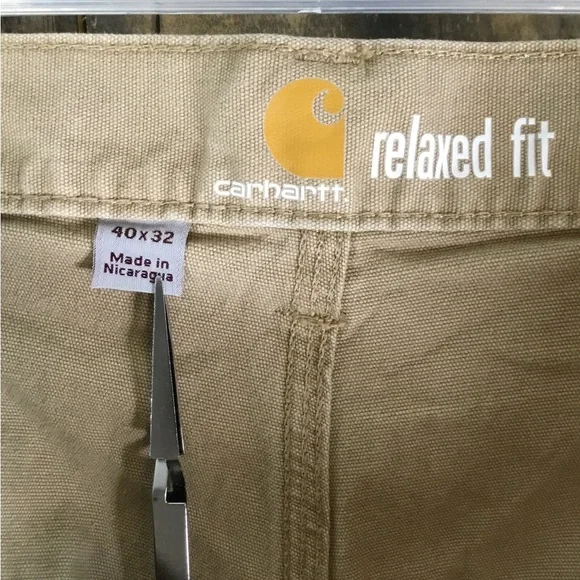 carhartt
relaxed fit
40x32
Made in
Nicaragua